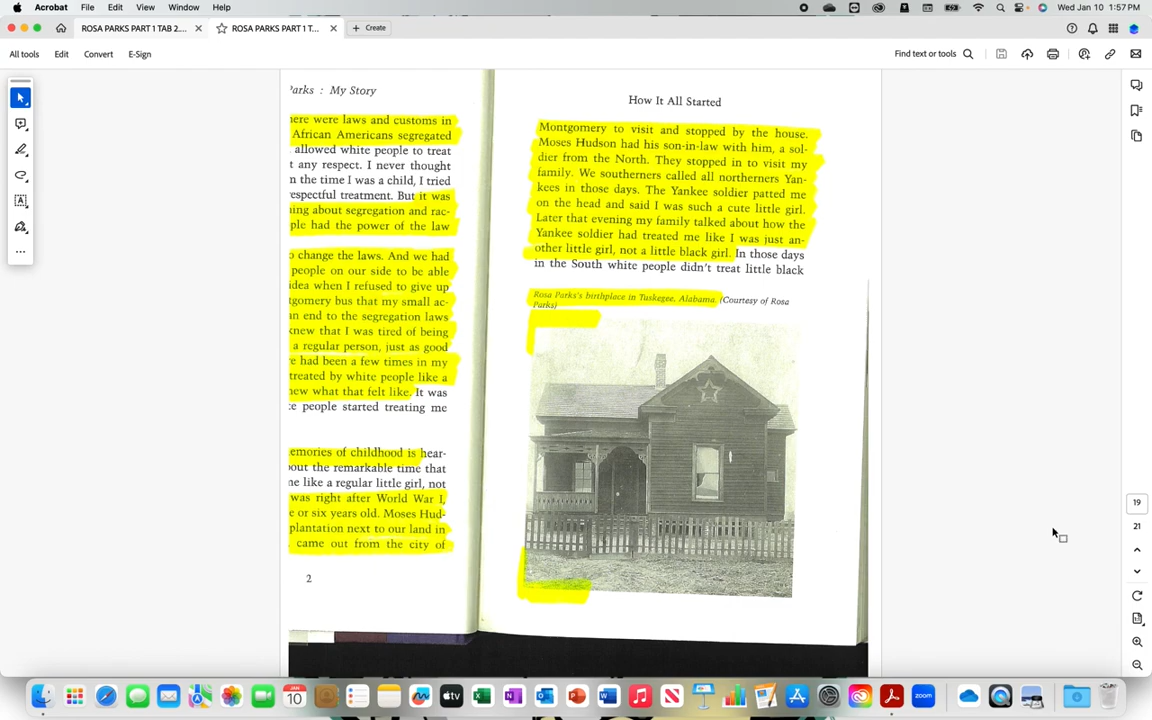 Acrobat File Edit View Window Help
Wed Jan 10 1:57 PM
ROSA PARKS PART 1 TAB 2....
ROSA PARKS PART 1 T...
+ Create
All tools Edit Convert E-Sign
Find text or tools
Parks : My Story
here were laws and customs in
African Americans segregated
allowed white people to treat
t any respect. I never thought
n the time I was a child, I tried
respectful treatment. But it was
ning about segregation and rac-
ple had the power of the law
o change the laws. And we had
people on our side to be able
idea when I refused to give up
tgomery bus that my small ac-
an end to the segregation laws
knew that I was tired of being
a regular person, just as good
e had been a few times in my
treated by white people like a
new what that felt like. It was
te people started treating me
emories of childhood is hear-
out the remarkable time that
me like a regular little girl, not
was right after World War I,
e or six years old. Moses Hud-
plantation next to our land in
came out from the city of
2
How It All Started
Montgomery to visit and stopped by the house.
Moses Hudson had his son-in-law with him, a sol-
dier from the North. They stopped in to visit my
family. We southerners called all northerners Yan-
kees in those days. The Yankee soldier patted me
on the head and said I was such a cute little girl.
Later that evening my family talked about how the
Yankee soldier had treated me like I was just an-
other little girl, not a little black girl. In those days
in the South white people didn't treat little black
Rosa Parks's birthplace in Tuskegee, Alabama. (Courtesy of Rosa
Parks)
19
21
JAN
10
tv
zoom